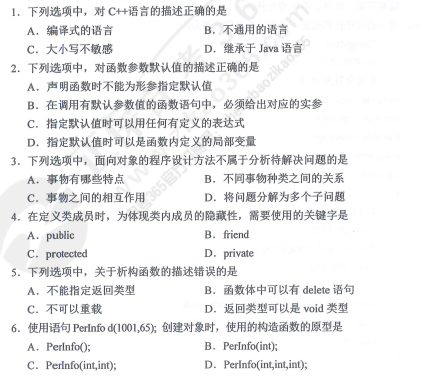 1．下列选项中，对 C++语言的描述正确的是
A．编译式的语言 B．不通用的语言
C．大小写不敏感 D．继承于 Java 语言
2．下列选项中，对函数参数默认值的描述正确的是
A．声明函数时不能为形参指定默认值
B．在调用有默认参数值的函数语句中，必须给出对应的实参
C．指定默认值时可以用任何有定义的表达式
D．指定默认值时可以是函数内定义的局部变量
3．下列选项中，面向对象的程序设计方法不属于分析待解决问题的是
A．事物有哪些特点 B．不同事物种类之间的关系
C．事物之间的相互作用 D．将问题分解为多个子问题
4．在定义类成员时，为体现类内成员的隐藏性，需要使用的关键字是
A．public B．friend
C．protected D．private
5．下列选项中，关于析构函数的描述错误的是
A．不能指定返回类型 B．函数体中可以有 delete 语句
C．不可以重载 D．返回类型可以是 void 类型
6．使用语句 PerInfo d(1001,65); 创建对象时，使用的构造函数的原型是
A．PerInfo(); B．PerInfo(int);
C．PerInfo(int,int); D．PerInfo(int,int,int);